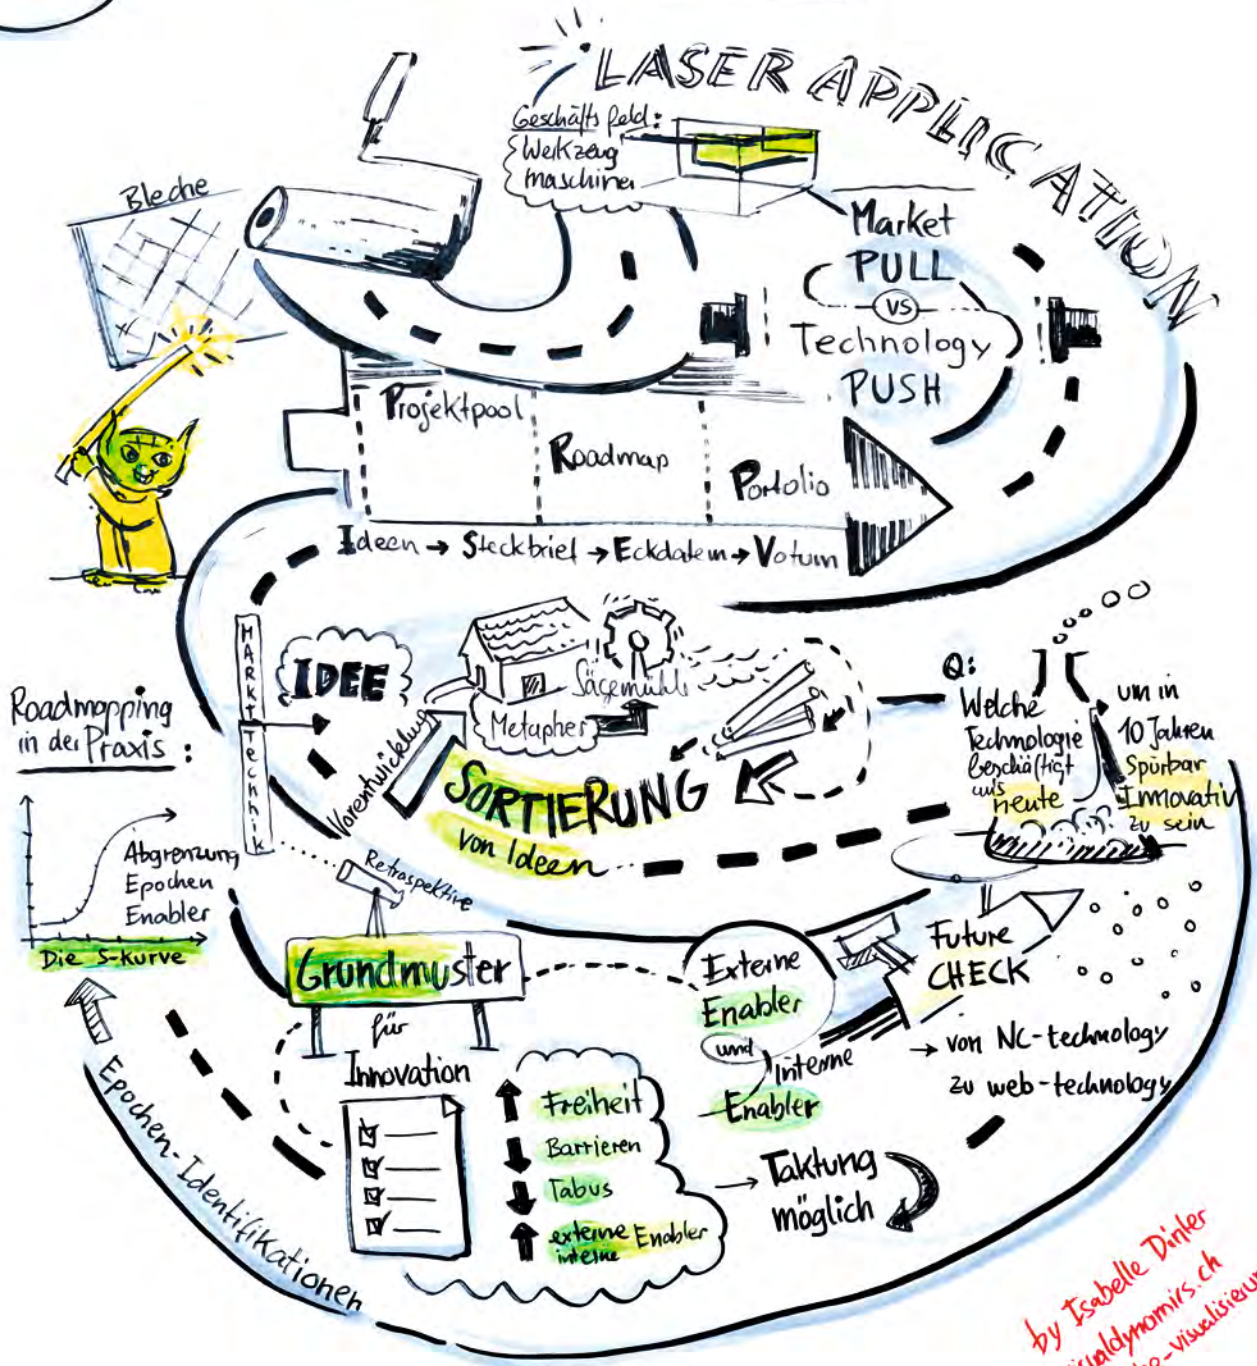 LASER APPLICATION
Geschäftsfeld:
Werkzeug
maschinen
Bleche
Market
PULL
vs
Technology
PUSH
Projektpool
Roadmap
Portolio
Ideen → Steckbrief → Eckdaten → Votum
MARKT Technik
IDEE
Sägemühle
Metapher
Vorentwicklung
SORTIERUNG
von Ideen
Q:
Welche
Technologie
beschäftigt
uns
heute
um in
10 Jahren
Spürbar
Innovativ
zu sein
Roadmapping
in der Praxis:
Abgrenzung
Epochen
Enabler
Die S-Kurve
Retrospektive
Grundmuster
für
Innovation
Externe
Enabler
und
interne
Enabler
Future
CHECK
→ von NC-technology
zu web-technology
Freiheit
Barrieren
Tabus
externe Enabler
interne
→ Taktung
möglich
Epochen-Identifikationen
by Isabelle Dinter